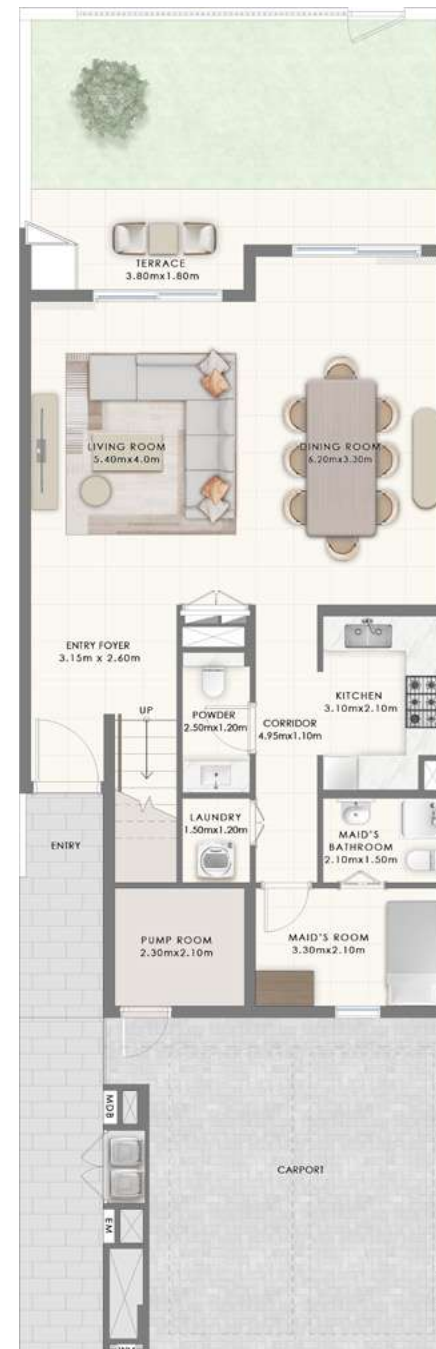 TERRACE
3.80mx1.80m
LIVING ROOM
5.40mx4.0m
DINING ROOM
6.20mx3.30m
ENTRY FOYER
3.15m x 2.60m
UP
POWDER
2.50mx1.20m
CORRIDOR
4.95mx1.10m
KITCHEN
3.10mx2.10m
LAUNDRY
1.50mx1.20m
MAID'S
BATHROOM
2.10mx1.50m
ENTRY
PUMP ROOM
2.30mx2.10m
MAID'S ROOM
3.30mx2.10m
MDB
CARPORT
EM